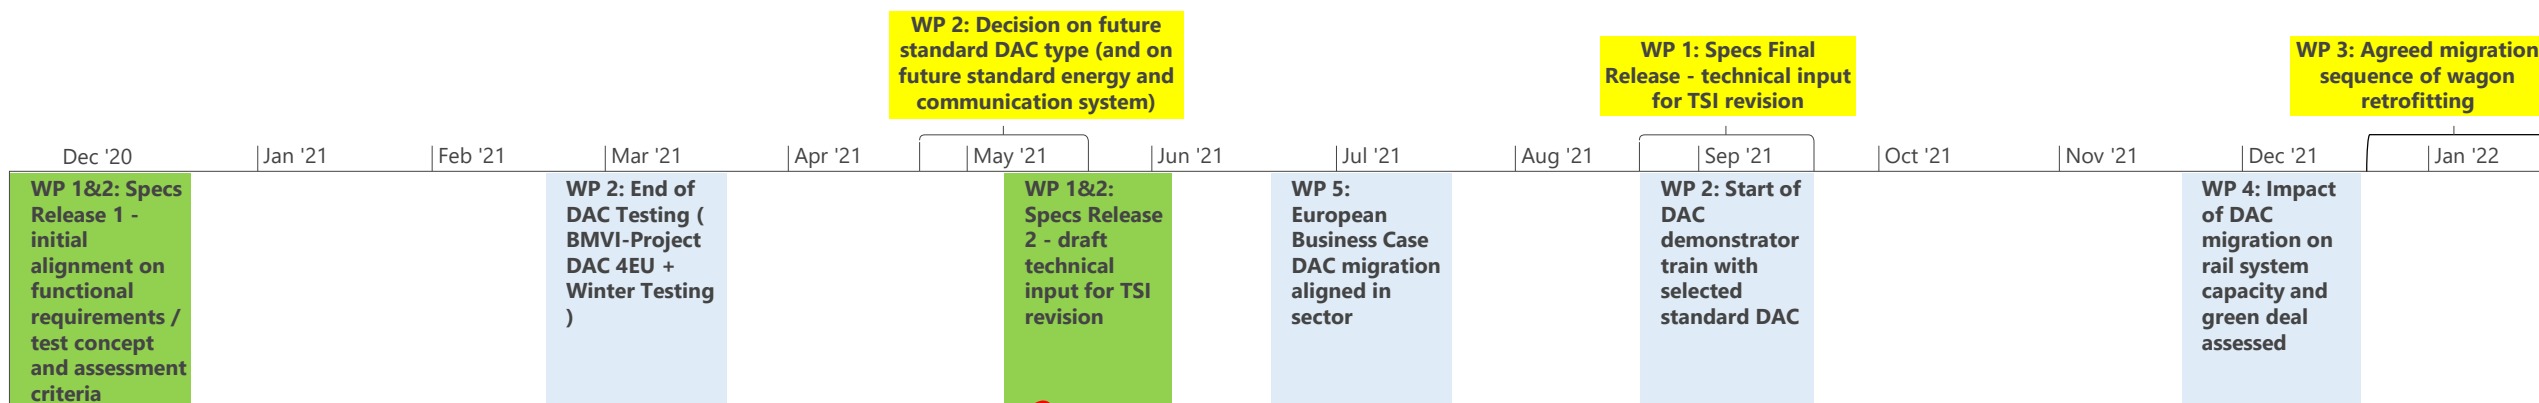 WP 2: Decision on future
standard DAC type (and on
future standard energy and
communication system)
WP 1: Specs Final
Release - technical input
for TSI revision
WP 3: Agreed migration
sequence of wagon
retrofitting
Dec '20
Jan '21
Feb '21
Mar '21
Apr '21
May '21
Jun '21
Jul '21
Aug '21
Sep '21
Oct '21
Nov '21
Dec '21
Jan '22
WP 1&2: Specs
Release 1 -
initial
alignment on
functional
requirements /
test concept
and assessment
criteria
WP 2: End of
DAC Testing (
BMVI-Project
DAC 4EU +
Winter Testing
)
WP 1&2:
Specs Release
2 - draft
technical
input for TSI
revision
WP 5:
European
Business Case
DAC migration
aligned in
sector
WP 2: Start of
DAC
demonstrator
train with
selected
standard DAC
WP 4: Impact
of DAC
migration on
rail system
capacity and
green deal
assessed